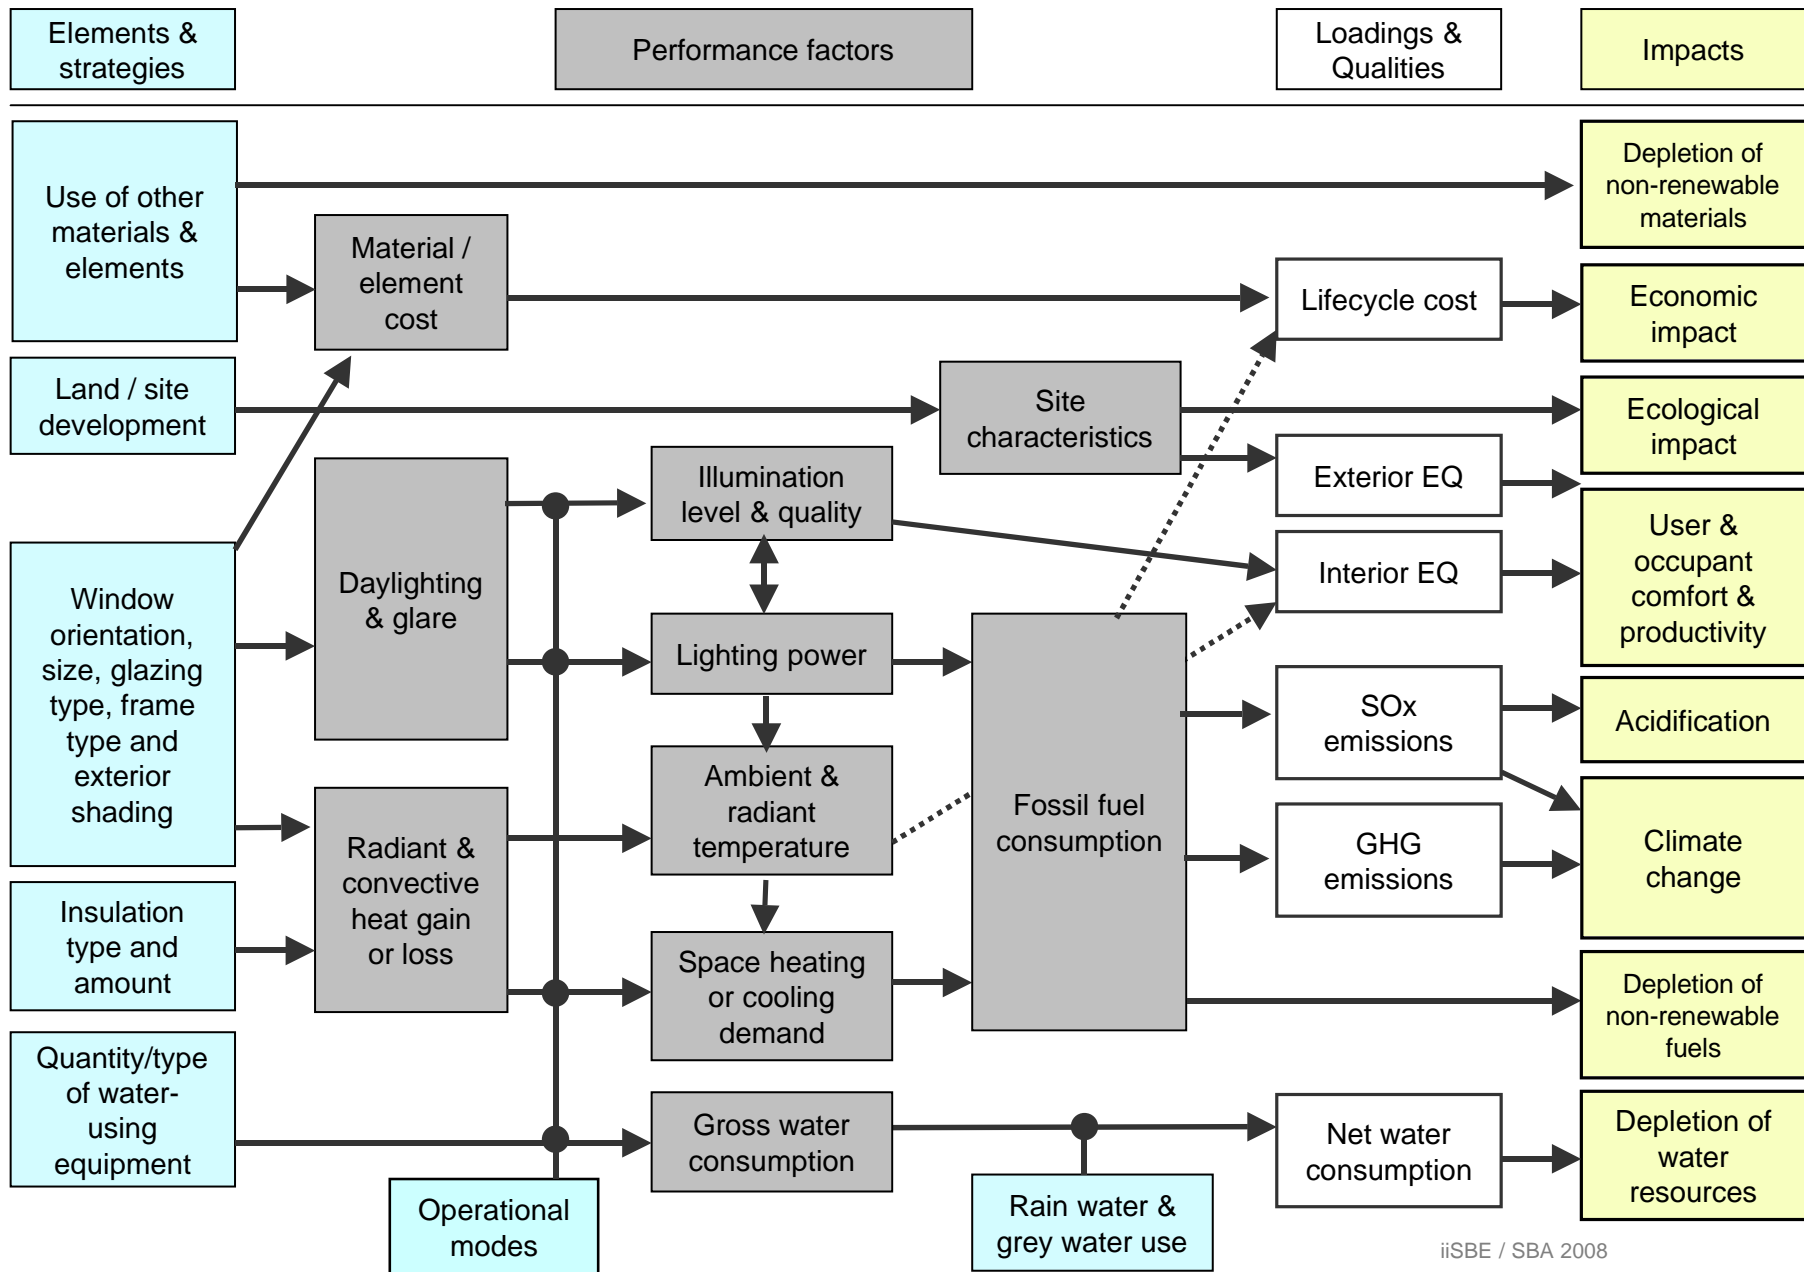 Elements &
strategies
Performance factors
Loadings &
Qualities
Impacts
Use of other
materials &
elements
Depletion of
non-renewable
materials
Material /
element
cost
Lifecycle cost
Economic
impact
Land / site
development
Site
characteristics
Ecological
impact
Exterior EQ
Illumination
level & quality
Daylighting
& glare
Interior EQ
User &
occupant
comfort &
productivity
Window
orientation,
size, glazing
type, frame
type and
exterior
shading
Lighting power
Fossil fuel
consumption
SOx
emissions
Acidification
Ambient &
radiant
temperature
Radiant &
convective
heat gain
or loss
GHG
emissions
Climate
change
Insulation
type and
amount
Space heating
or cooling
demand
Depletion of
non-renewable
fuels
Quantity/type
of water-
using
equipment
Gross water
consumption
Net water
consumption
Depletion of
water
resources
Operational
modes
Rain water &
grey water use
iiSBE / SBA 2008